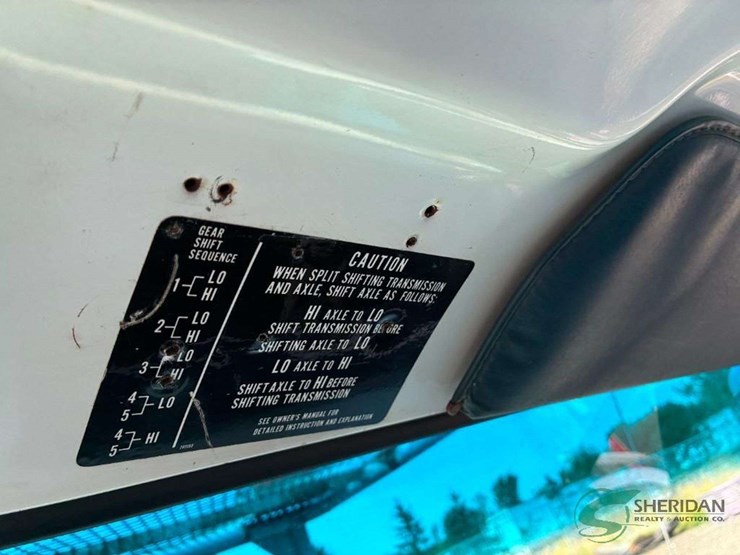 GEAR
SHIFT
SEQUENCE
1 LO
HI
2 LO
HI
3 LO
HI
4
5 LO
4
5 HI
CAUTION
WHEN SPLIT SHIFTING TRANSMISSION
AND AXLE, SHIFT AXLE AS FOLLOWS:
HI AXLE TO LO
SHIFT TRANSMISSION BEFORE
SHIFTING AXLE TO LO
LO AXLE TO HI
SHIFT AXLE TO HI BEFORE
SHIFTING TRANSMISSION
SEE OWNER'S MANUAL FOR
DETAILED INSTRUCTION AND EXPLANATION
SHERIDAN
REALTY & AUCTION CO.